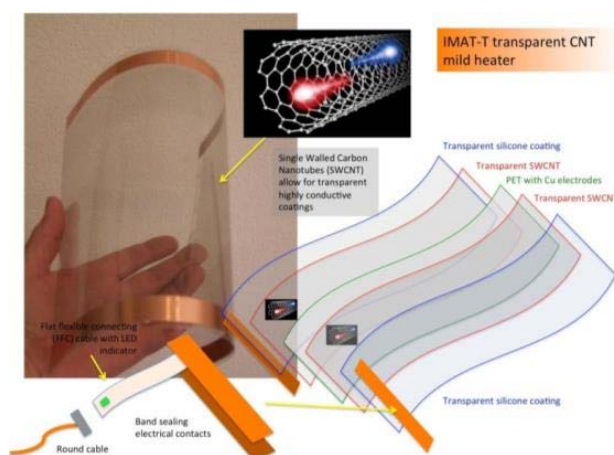 IMAT-T transparent CNT
mild heater
Transparent silicone coating
Single Walled Carbon
Nanotubes (SWCNT)
allow for transparent
highly conductive
coatings
Transparent SWCNT
PET with Cu electrodes
Transparent SWCN
Flat flexible connecting
(FFC) cable with LED
indicator
Transparent silicone coating
Band sealing
electrical contacts
Round cable